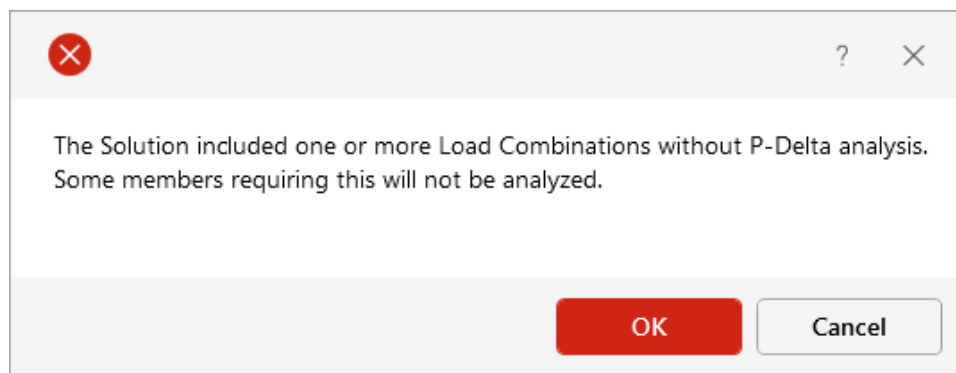 ?
The Solution included one or more Load Combinations without P-Delta analysis.
Some members requiring this will not be analyzed.
OK
Cancel